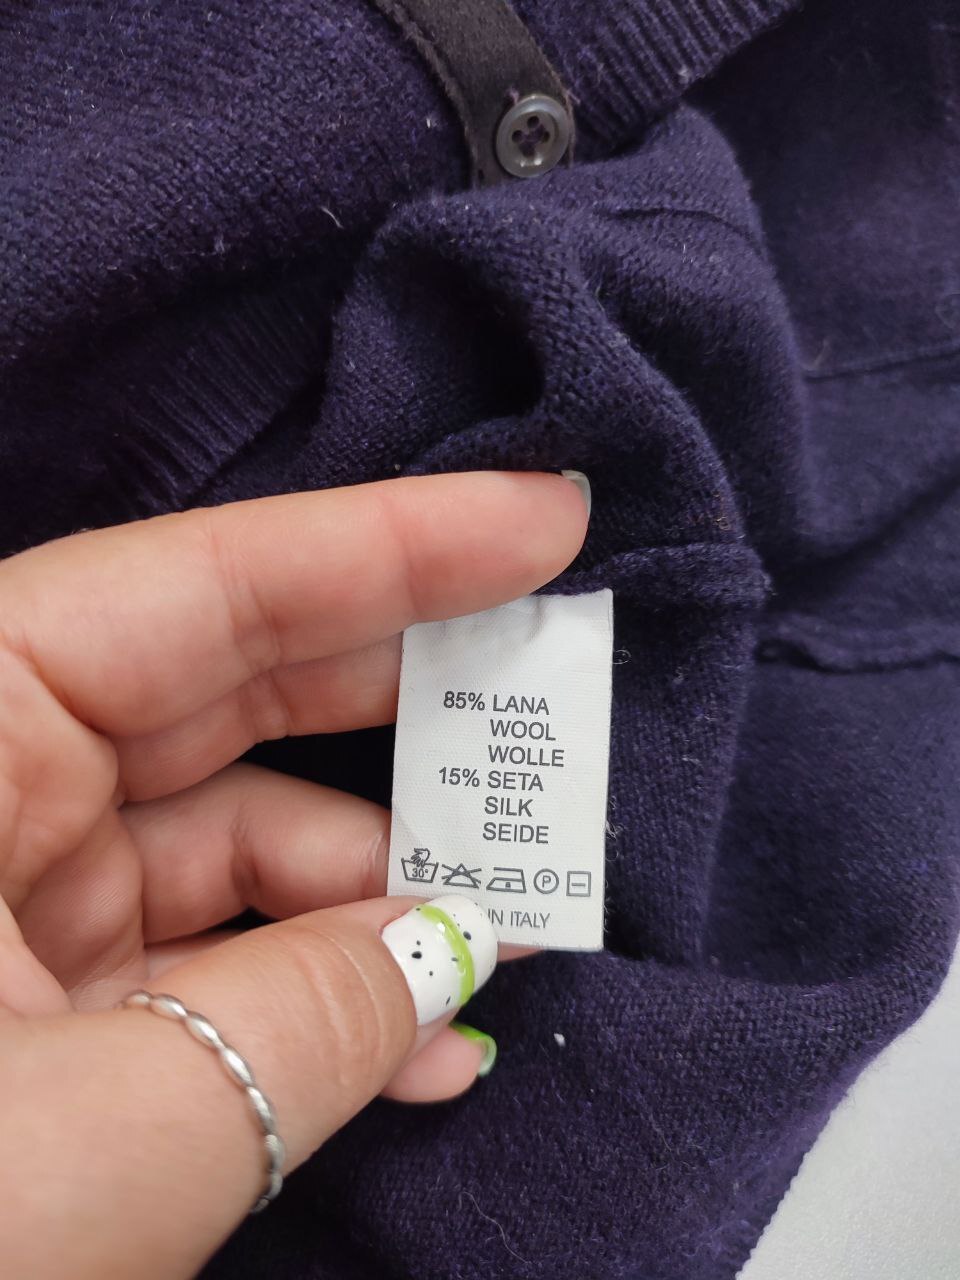 85% LANA
WOOL
WOLLE
15% SETA
SILK
SEIDE
30° P
IN ITALY